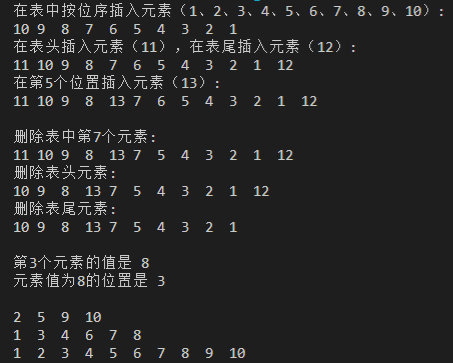 在表中按位序插入元素（1、2、3、4、5、6、7、8、9、10）:
10 9 8 7 6 5 4 3 2 1
在表头插入元素（11），在表尾插入元素（12）:
11 10 9 8 7 6 5 4 3 2 1 12
在第5个位置插入元素（13）:
11 10 9 8 13 7 6 5 4 3 2 1 12
删除表中第7个元素:
11 10 9 8 13 7 5 4 3 2 1 12
删除表头元素:
10 9 8 13 7 5 4 3 2 1 12
删除表尾元素:
10 9 8 13 7 5 4 3 2 1
第3个元素的值是 8
元素值为8的位置是 3
2 5 9 10
1 3 4 6 7 8
1 2 3 4 5 6 7 8 9 10